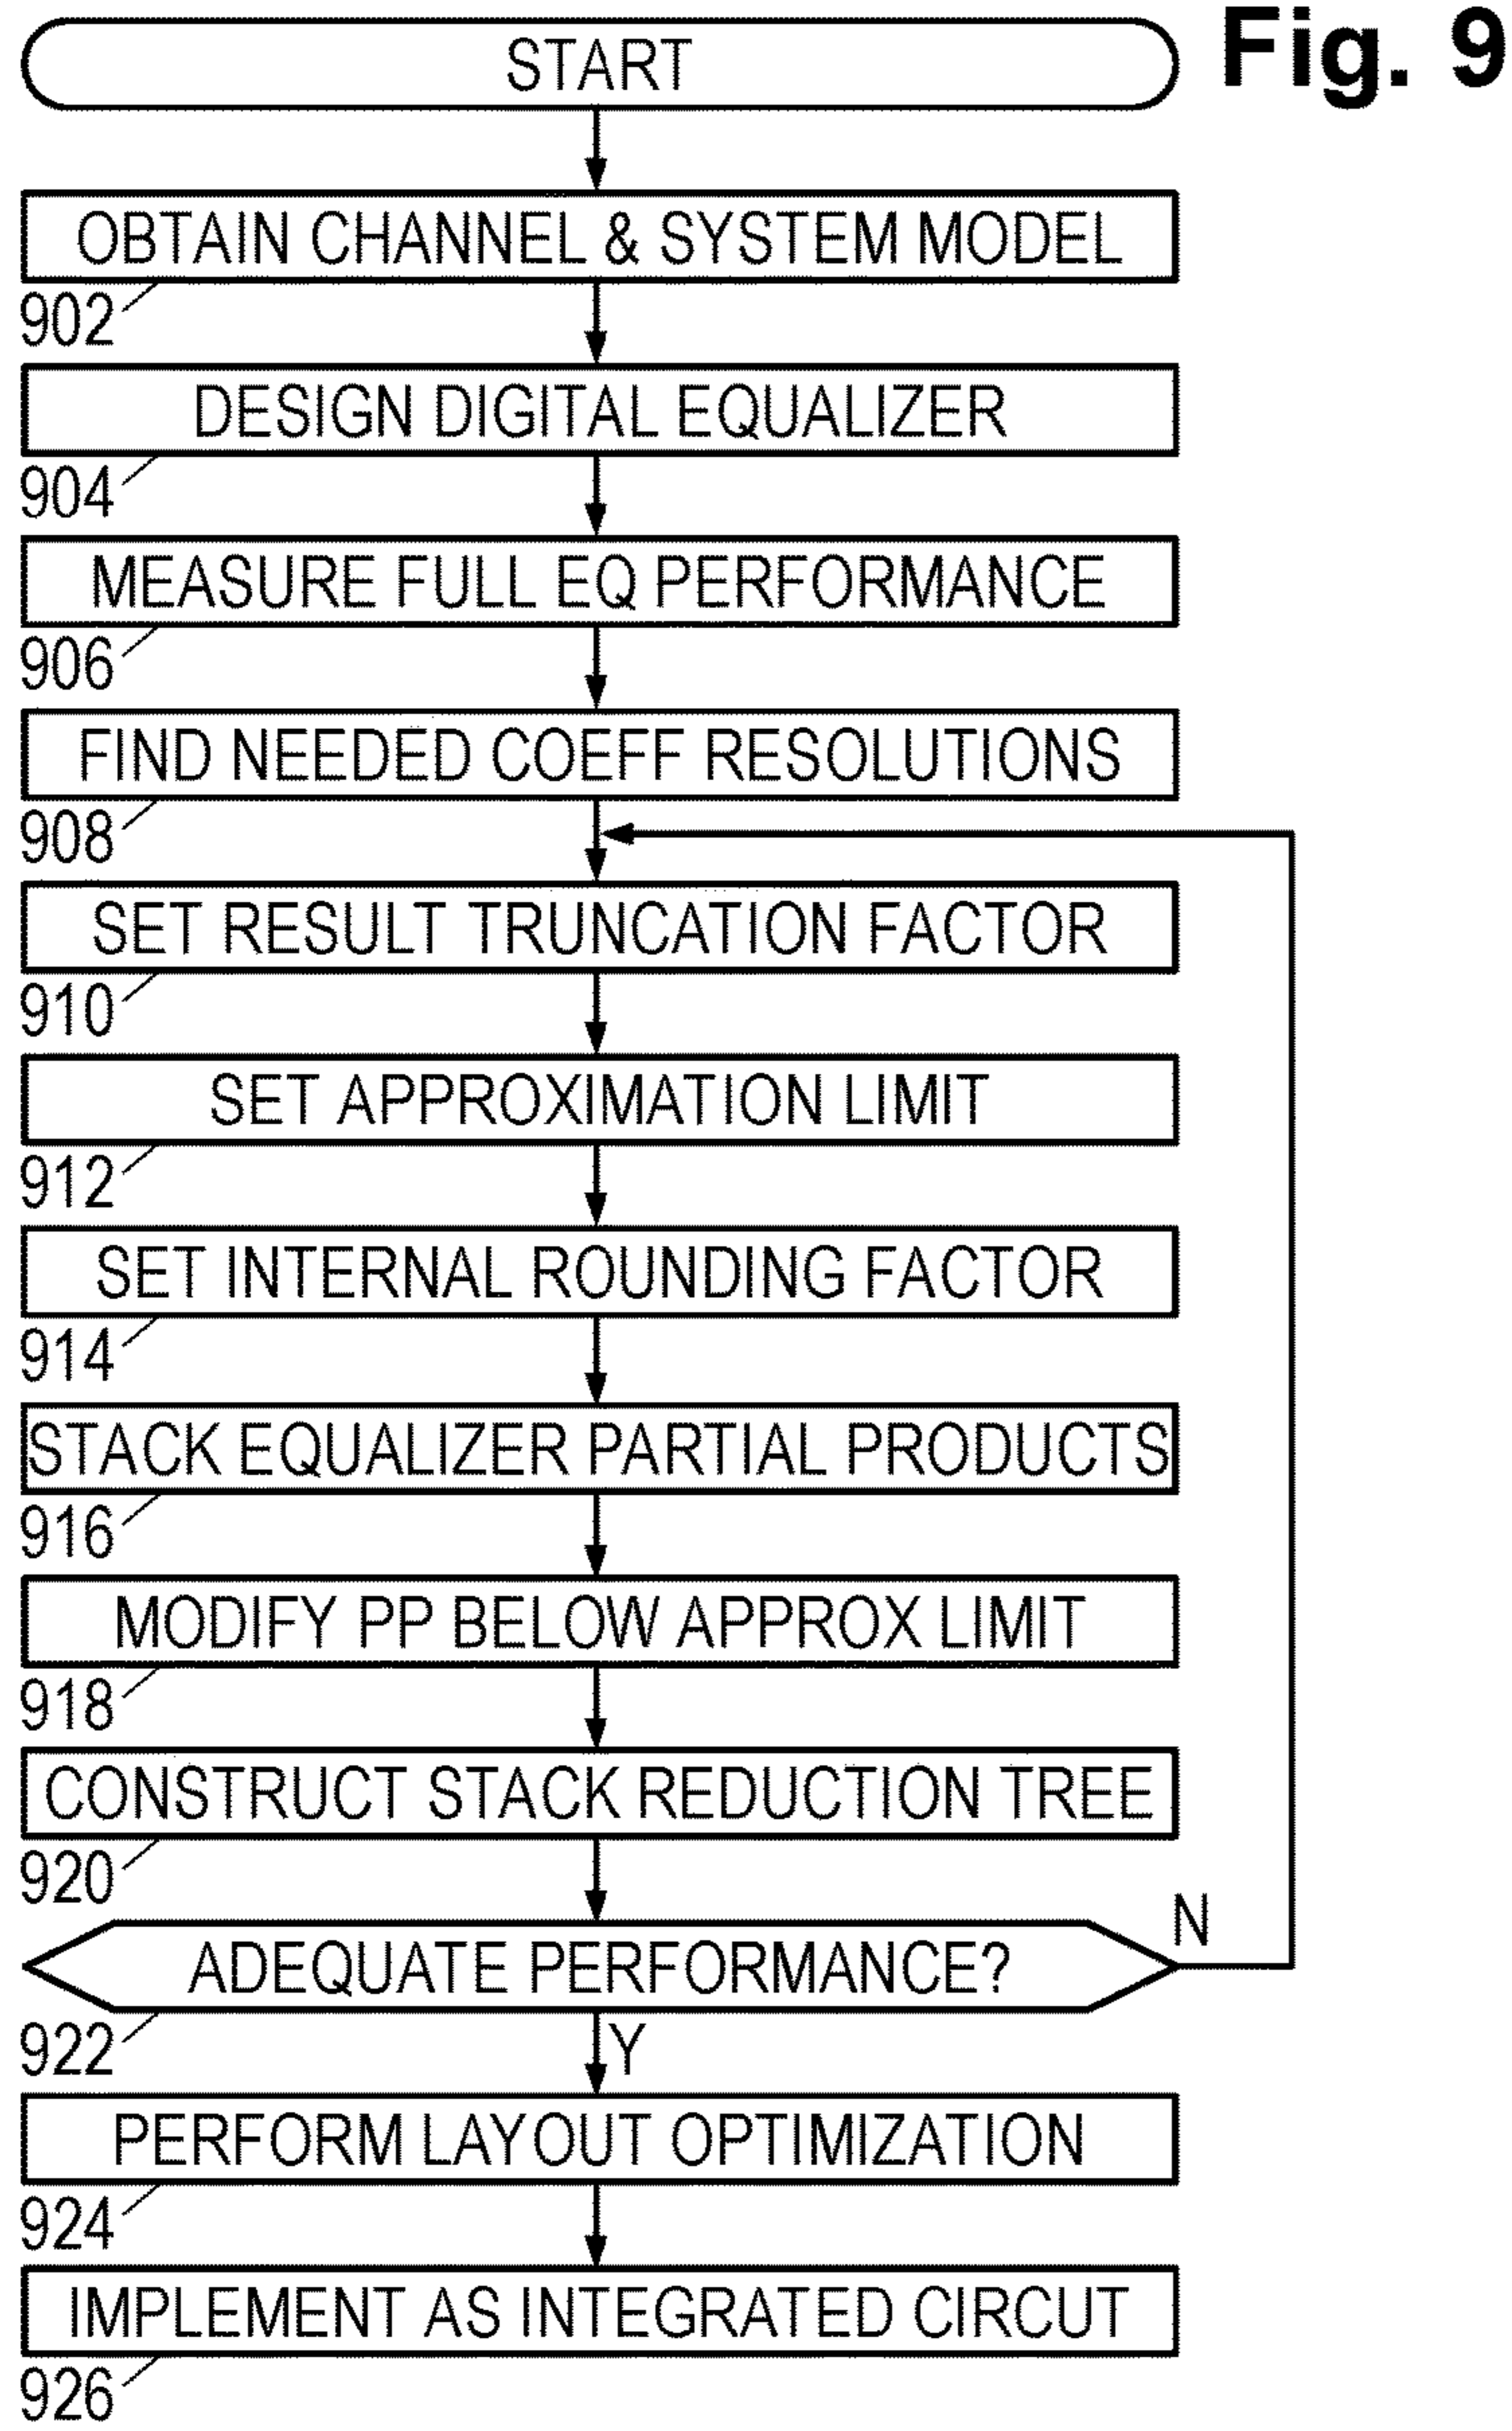 Fig. 9
START
OBTAIN CHANNEL & SYSTEM MODEL
902
DESIGN DIGITAL EQUALIZER
904
MEASURE FULL EQ PERFORMANCE
906
FIND NEEDED COEFF RESOLUTIONS
908
SET RESULT TRUNCATION FACTOR
910
SET APPROXIMATION LIMIT
912
SET INTERNAL ROUNDING FACTOR
914
STACK EQUALIZER PARTIAL PRODUCTS
916
MODIFY PP BELOW APPROX LIMIT
918
CONSTRUCT STACK REDUCTION TREE
920
N
ADEQUATE PERFORMANCE?
922
Y
PERFORM LAYOUT OPTIMIZATION
924
IMPLEMENT AS INTEGRATED CIRCUT
926